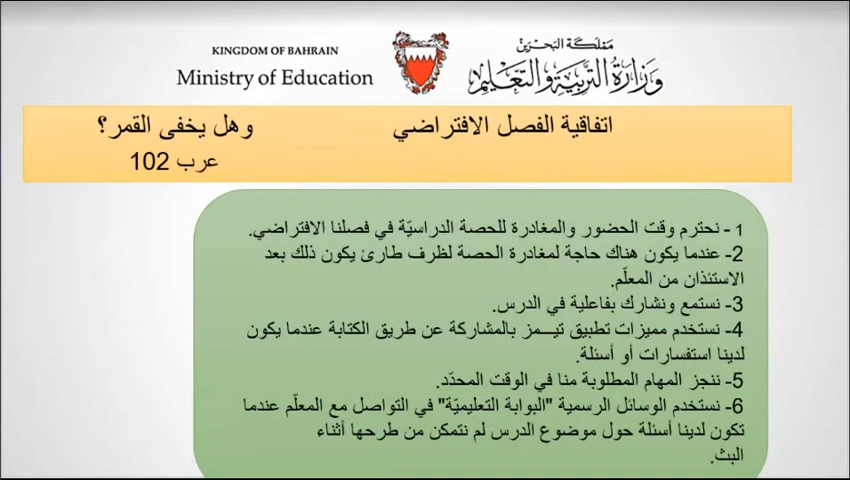 KINGDOM OF BAHRAIN
Ministry of Education
مملكة البحرين
وزارة التربية والتعليم
اتفاقية الفصل الافتراضي
وهل يخفى القمر؟
عرب 102
1 - نحترم وقت الحضور والمغادرة للحصة الدراسيّة في فصلنا الافتراضي.
2- عندما يكون هناك حاجة لمغادرة الحصة لظرف طارئ يكون ذلك بعد
الاستئذان من المعلّم.
3- نستمع ونشارك بفاعلية في الدرس.
4- نستخدم مميزات تطبيق تيـــمز بالمشاركة عن طريق الكتابة عندما يكون
لدينا استفسارات أو أسئلة.
5- ننجز المهام المطلوبة منا في الوقت المحدّد.
6- نستخدم الوسائل الرسمية "البوابة التعليميّة" في التواصل مع المعلّم عندما
تكون لدينا أسئلة حول موضوع الدرس لم نتمكن من طرحها أثناء
البث.